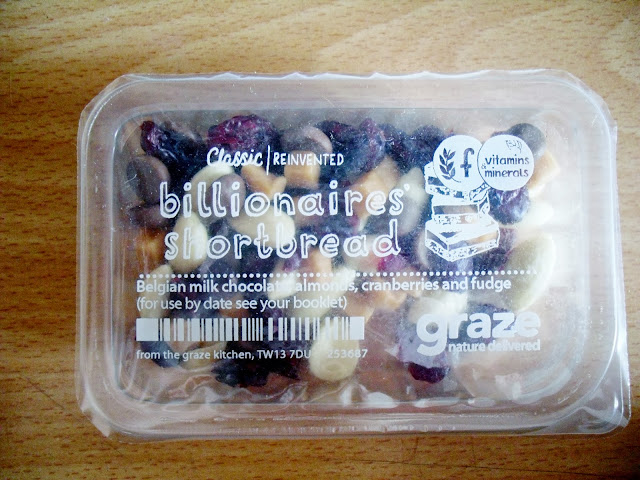 Classic | REINVENTED
billionaires'
shortbread
f
vitamins
& minerals
Belgian milk chocolate, almonds, cranberries and fudge
(for use by date see your booklet)
graze
nature delivered
from the graze kitchen, TW13 7DU 253687